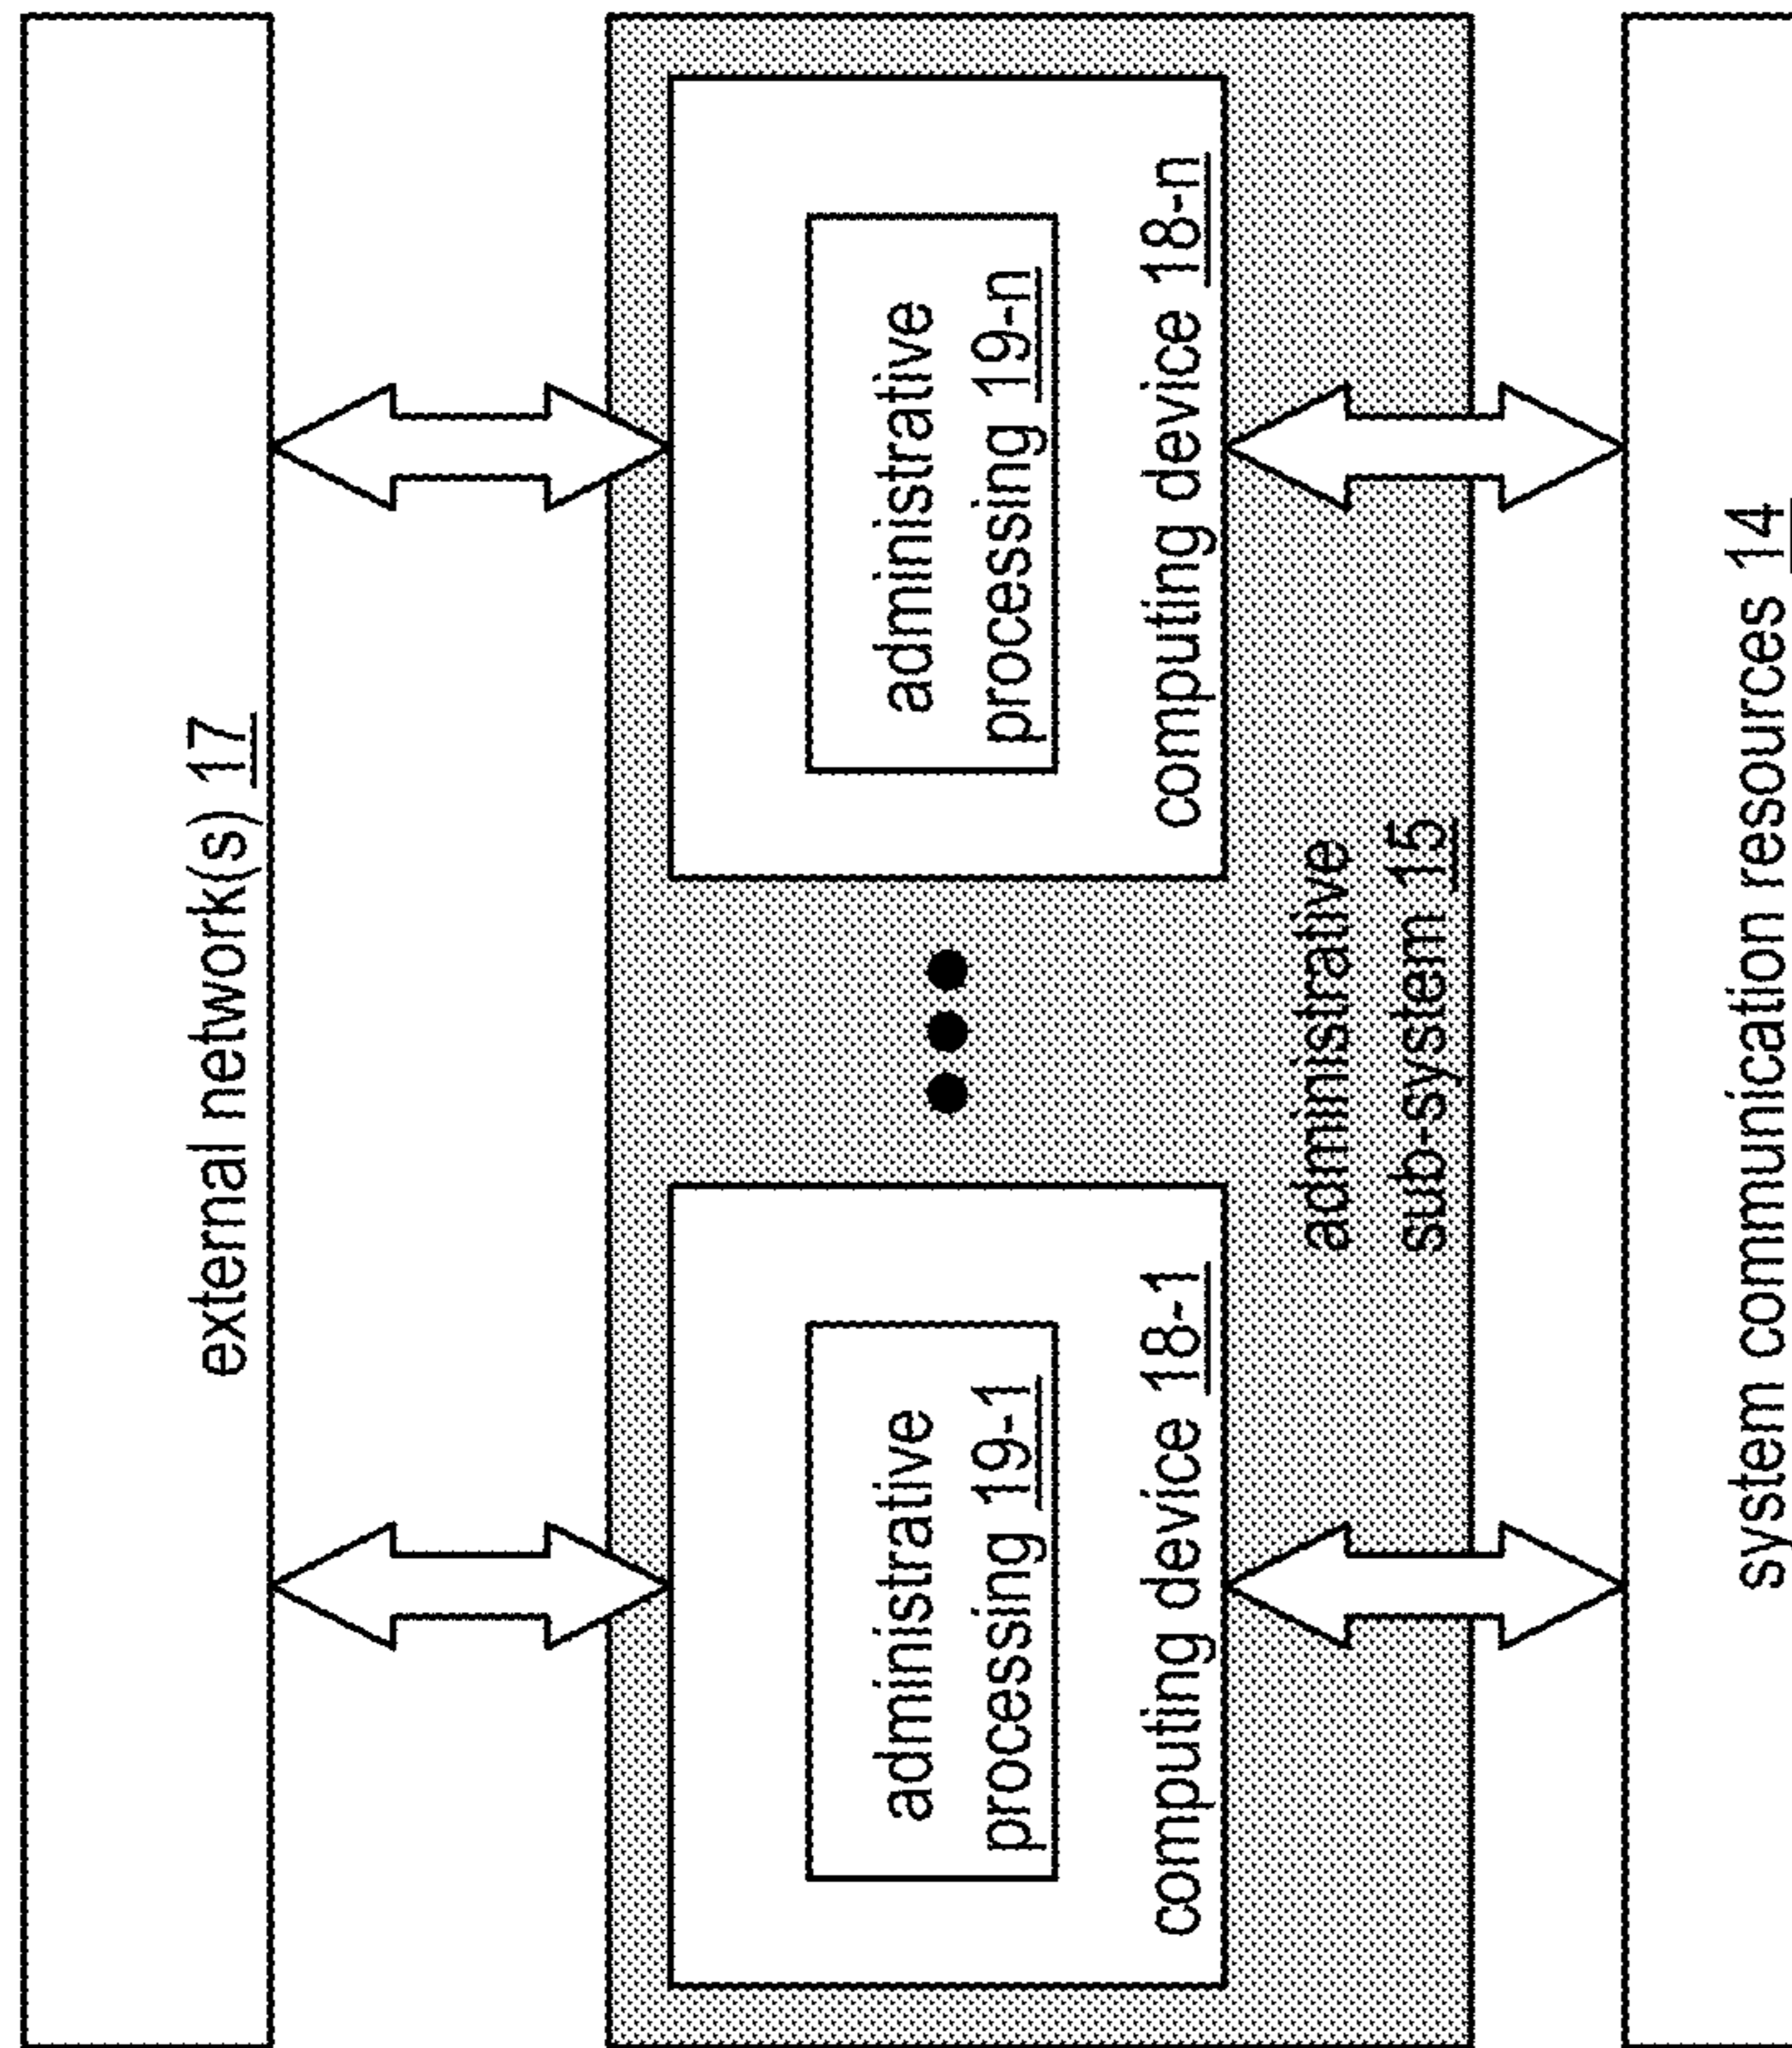 external network(s) 17
administrative
processing 19-1
computing device 18-1
administrative
processing 19-n
computing device 18-n
administrative
sub-system 15
system communication resources 14